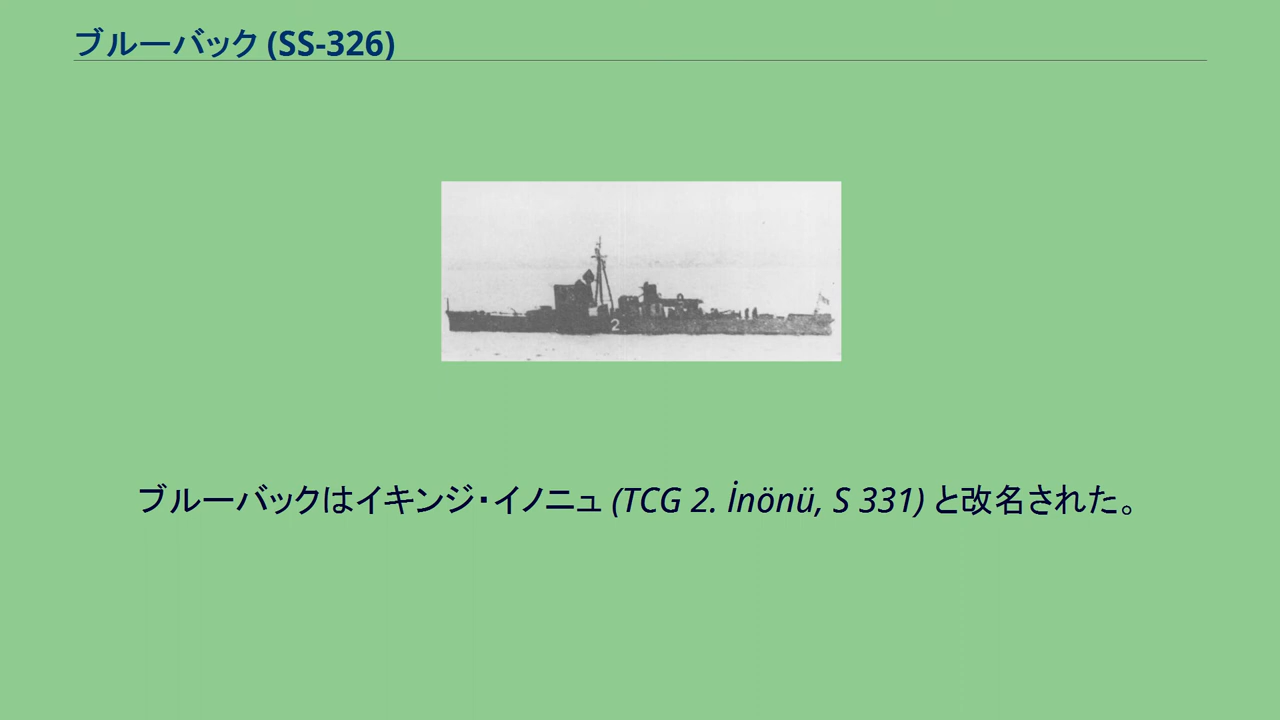 ブルーバック (SS-326)
2
ブルーバックはイキンジ・イノニュ (TCG 2. İnönü, S 331) と改名された。